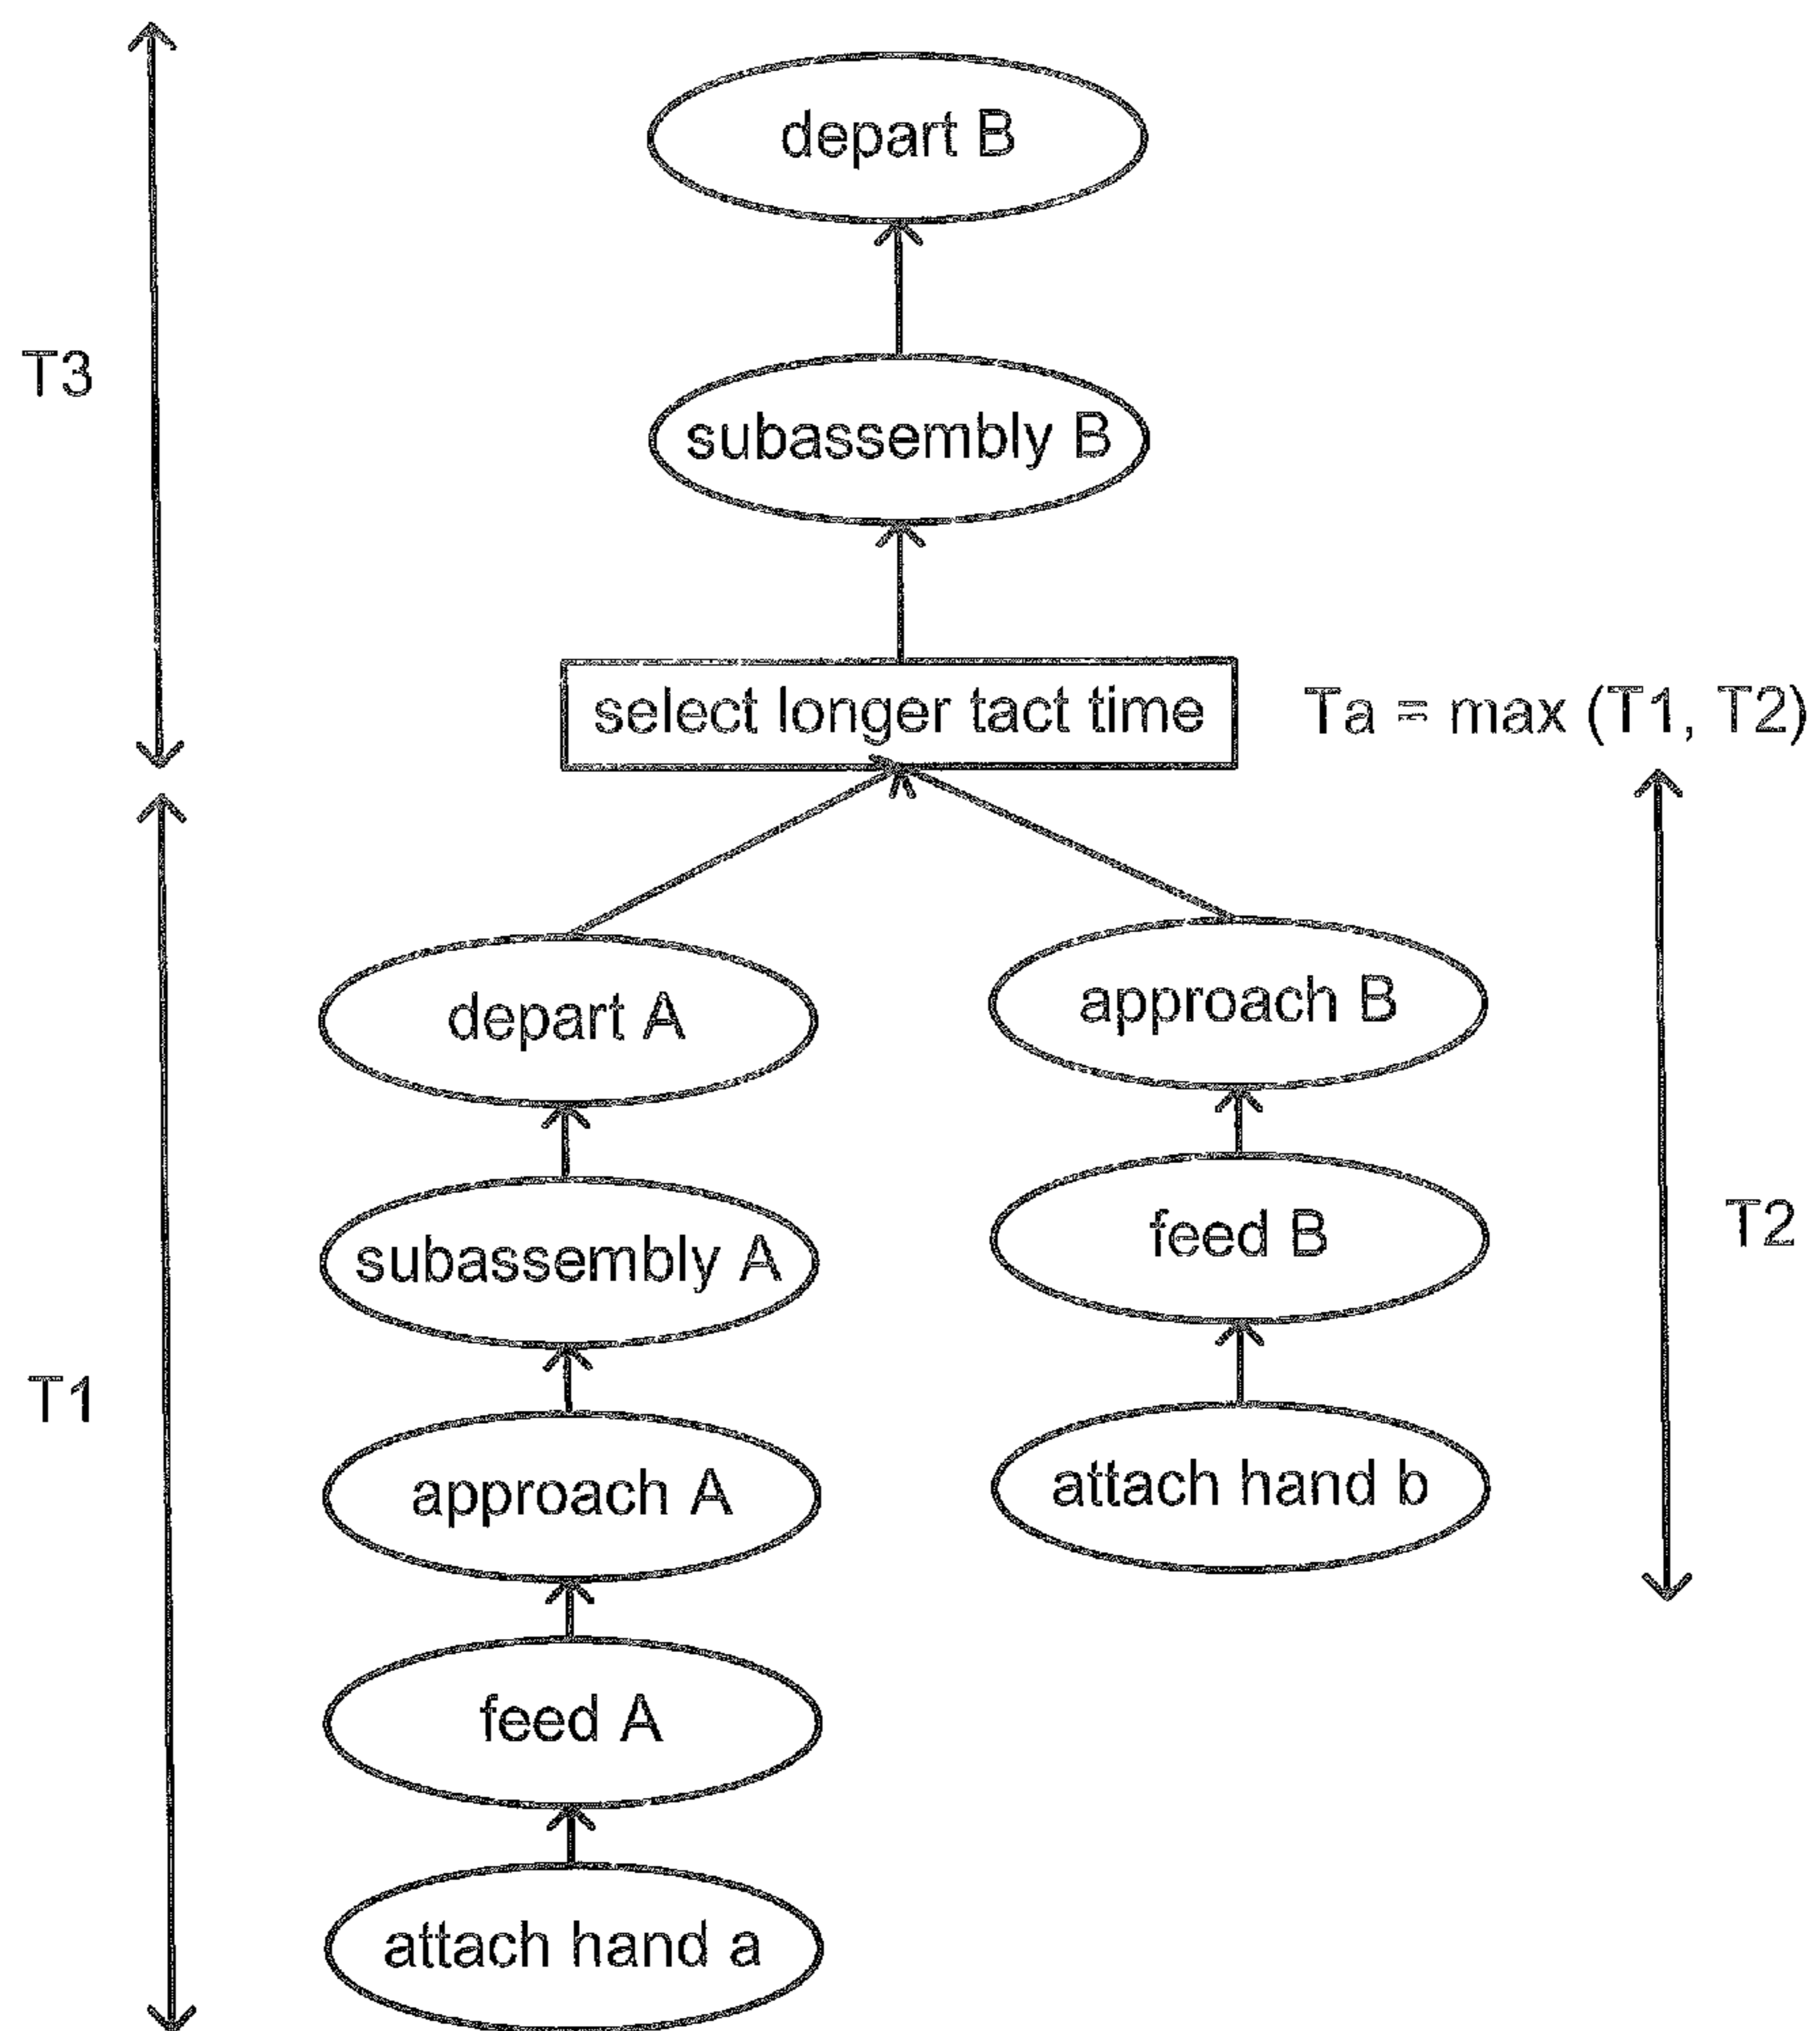 depart B
T3
subassembly B
select longer tact time
Ta = max (T1, T2)
depart A
approach B
subassembly A
feed B
T2
T1
approach A
attach hand b
feed A
attach hand a